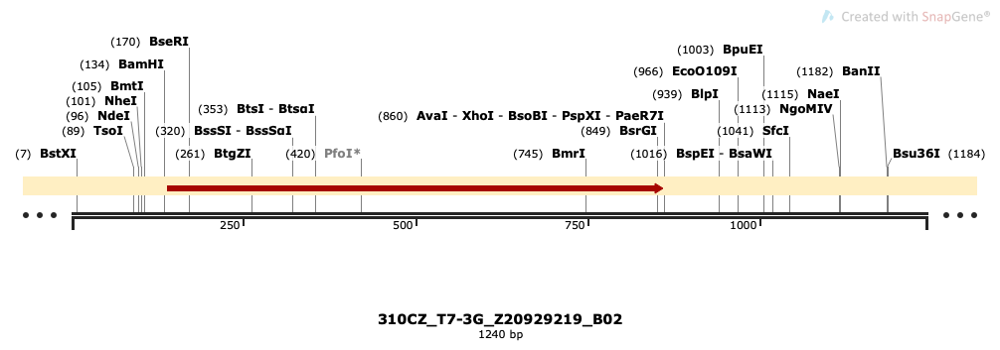 Created with SnapGene®
(170) BseRI
(1003) BpuEI
(134) BamHI
(966) EcoO109I
(1182) BanII
(105) BmtI
(939) BlpI
(1115) NaeI
(101) NheI
(353) BtsI - BtsαI
(1113) NgoMIV
(96) NdeI
(860) AvaI - XhoI - BsoBI - PspXI - PaeR7I
(89) TsoI
(320) BssSI - BssSαI
(849) BsrGI
(1041) SfcI
(7) BstXI
(261) BtgZI
(420) PfoI*
(745) BmrI
(1016) BspEI - BsaWI
Bsu36I (1184)
250
500
750
1000
310CZ_T7-3G_Z20929219_B02
1240 bp